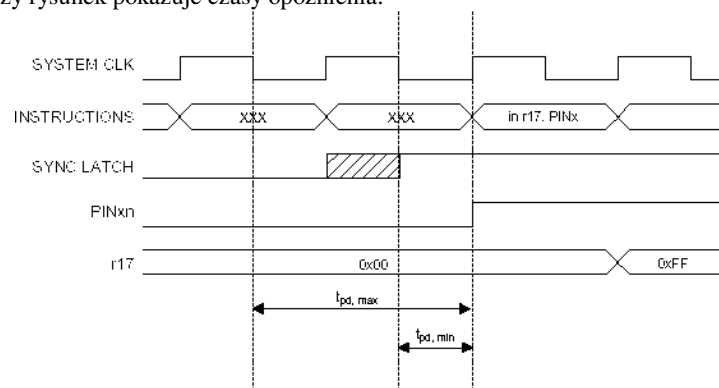 zy rysunek pokazuje czasy opóźnienia.
SYSTEM CLK
INSTRUCTIONS XXX XXX in r17, PINx
SYNC LATCH
PINxn
r17 0x00 0xFF
tpd, max
tpd, min